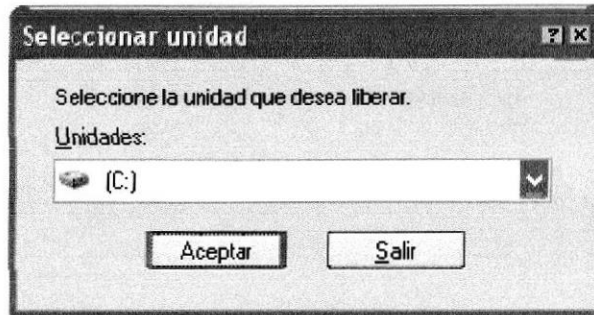 Seleccionar unidad
Seleccione la unidad que desea liberar.
Unidades:
(C:)
Aceptar
Salir